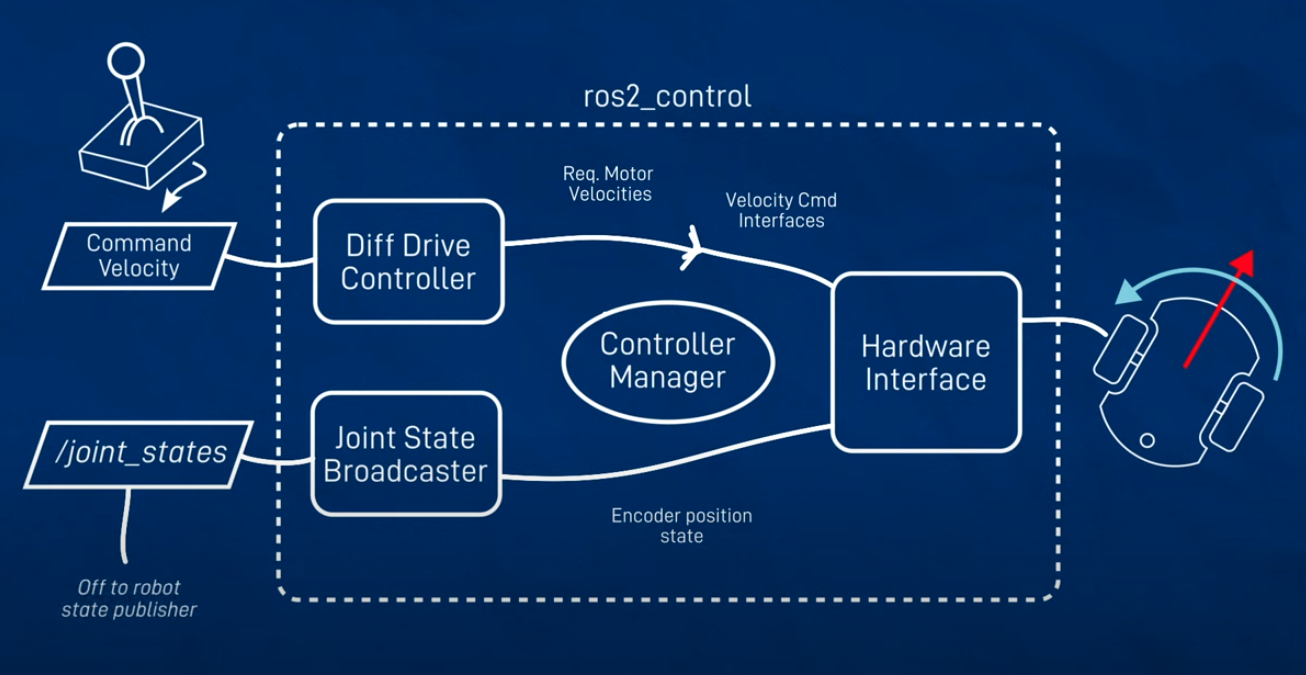 ros2_control
Req. Motor
Velocities
Velocity Cmd
Interfaces
Command
Velocity
Diff Drive
Controller
Controller
Manager
Hardware
Interface
/joint_states
Joint State
Broadcaster
Encoder position
state
Off to robot
state publisher